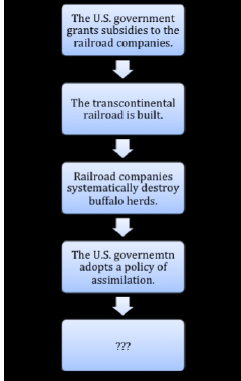 The U.S. government
grants subsidies to the
railroad companies.
The transcontinental
railroad is built.
Railroad companies
systematically destroy
buffalo herds.
The U.S. governemtn
adopts a policy of
assimilation.
???